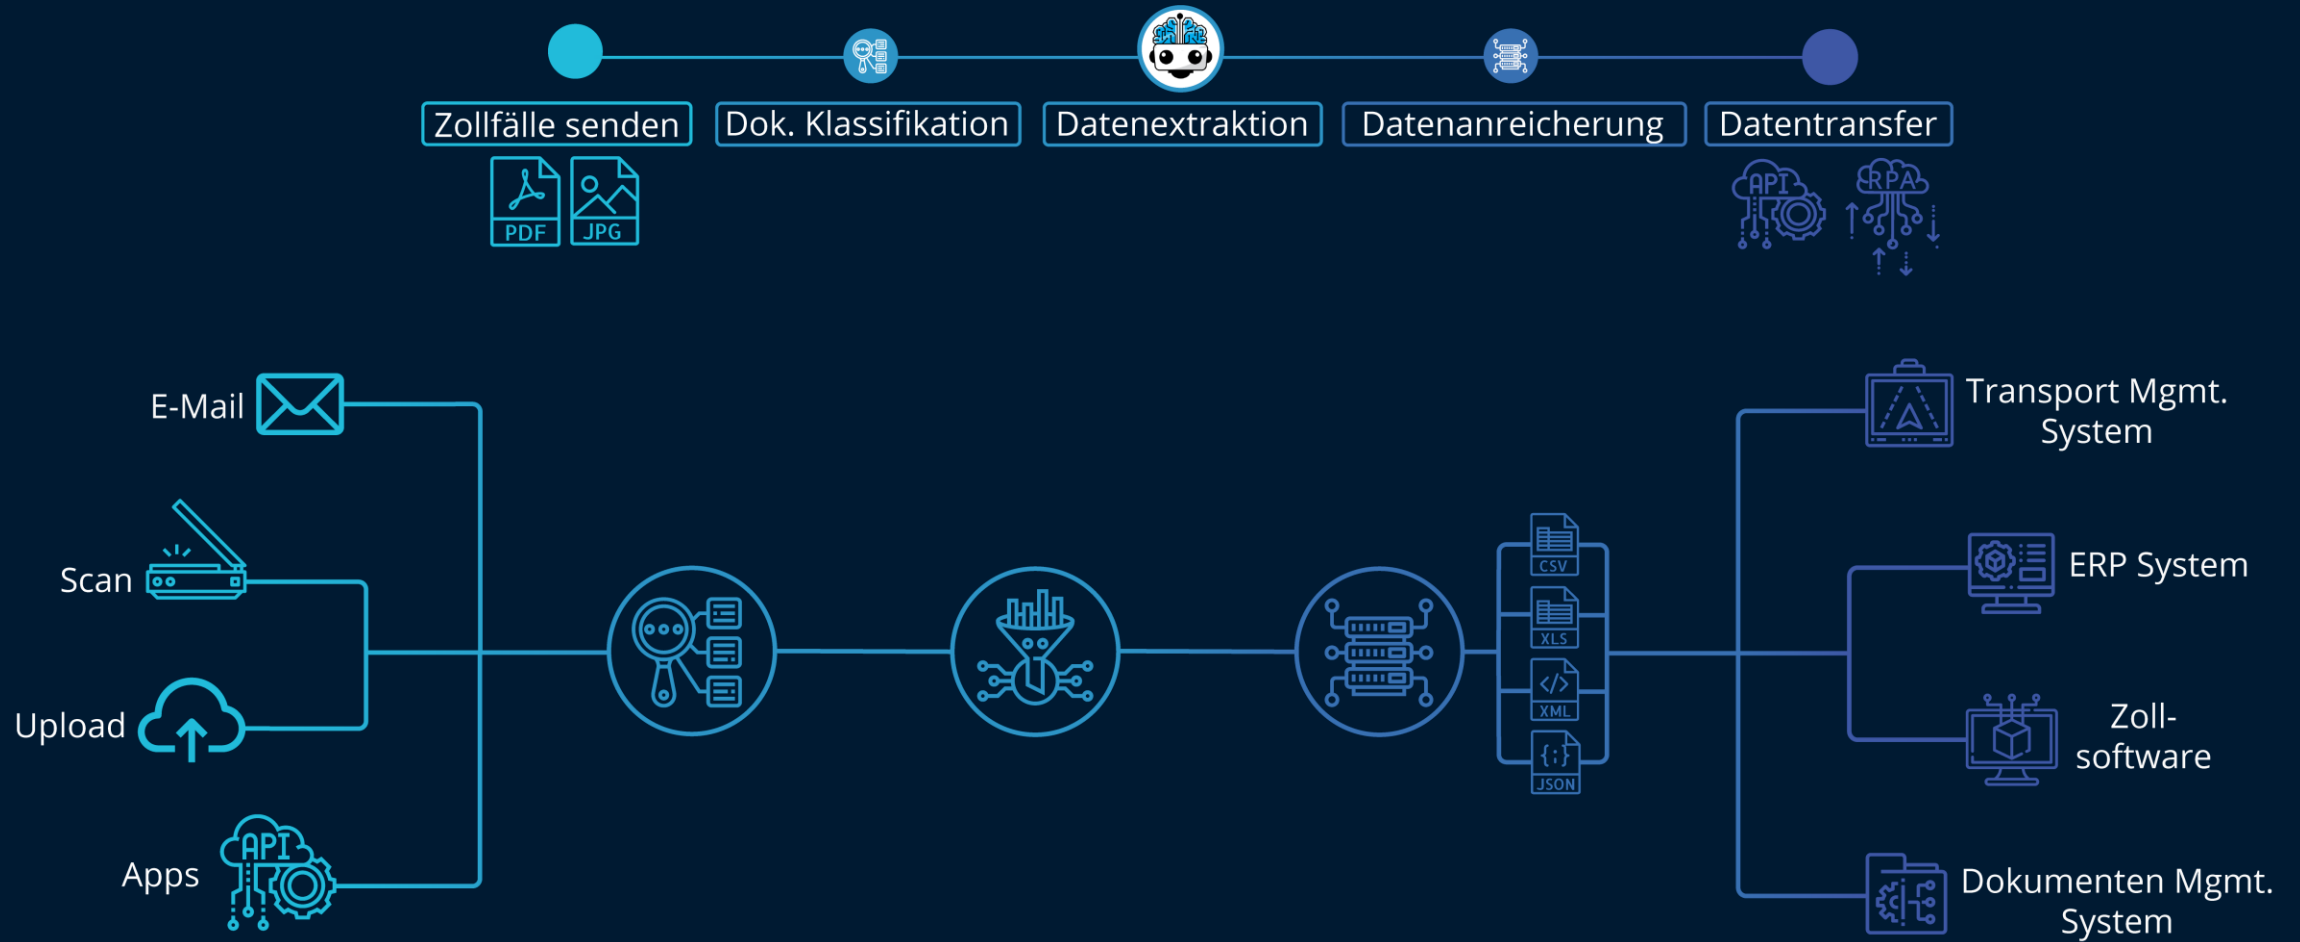 Zollfälle senden
Dok. Klassifikation
Datenextraktion
Datenanreicherung
Datentransfer
PDF
JPG
API
RPA
E-Mail
Scan
Upload
Apps
API
CSV
XLS
</>
XML
{;}
JSON
Transport Mgmt.
System
ERP System
Zoll-
software
Dokumenten Mgmt.
System